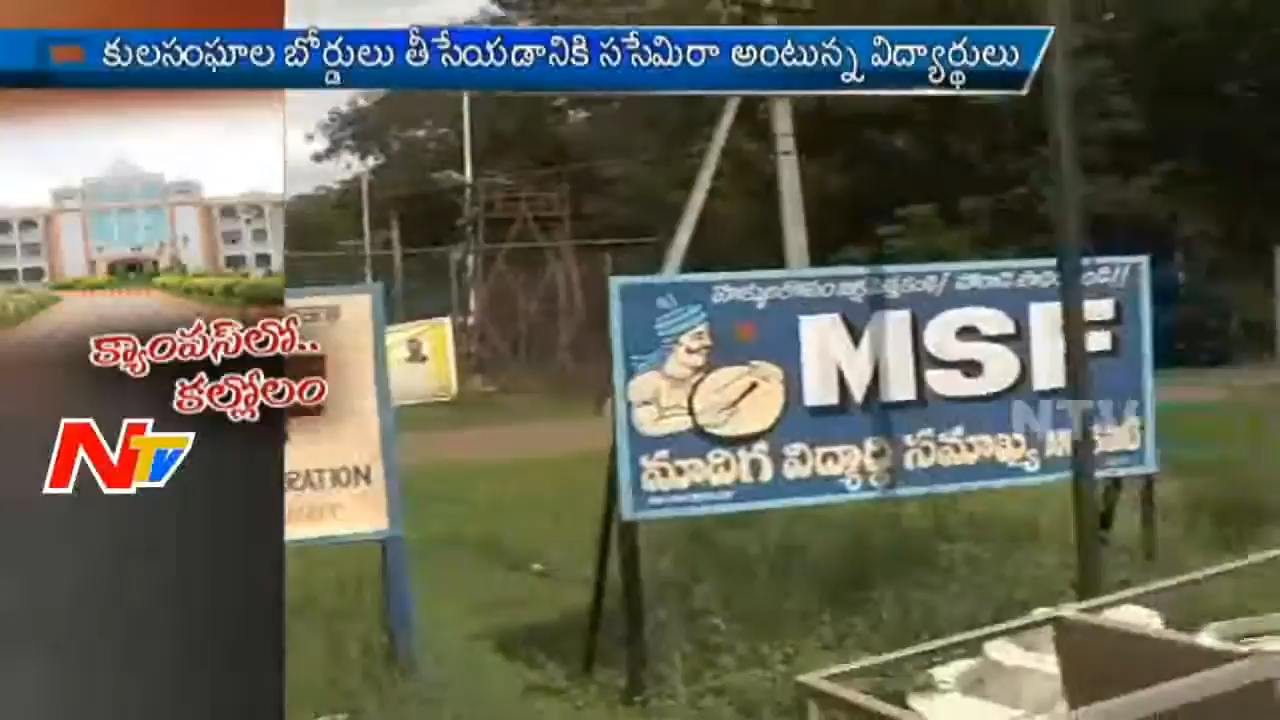 కులసంఘాల బోర్డులు తీసేయడానికి ససేమిరా అంటున్న విద్యార్థులు
క్యాంపస్‌లో..
కల్లోలం
NTV
RATION
MSF
మాదిగ విద్యార్థి సమాఖ్య
NTV